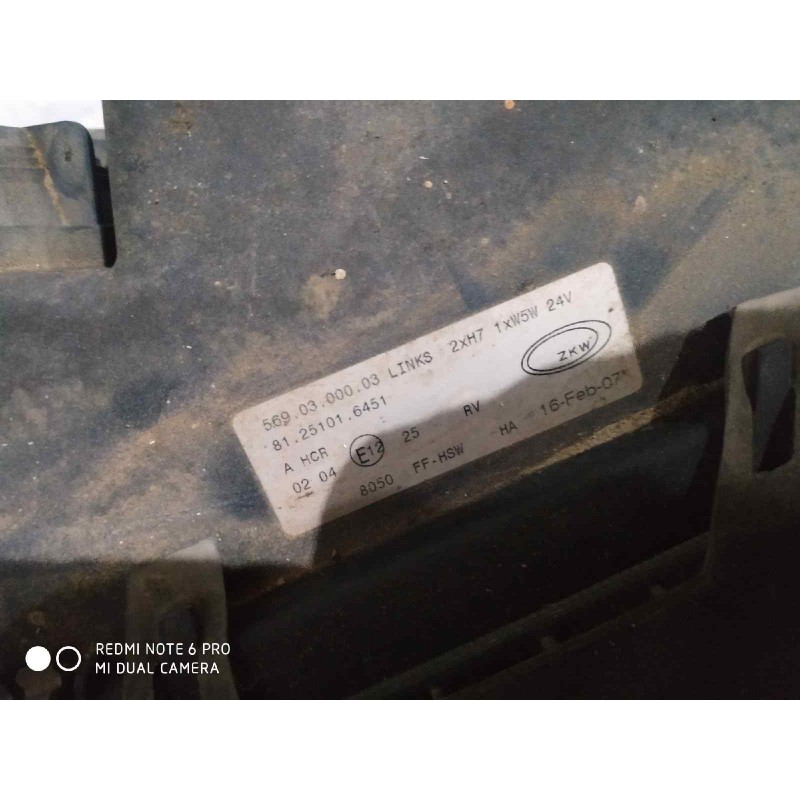 569.03.000.03 LINKS 2xH7 1xW5W 24V
81.25101.6451
ZKW
A HCR E12 25 RV HA 16-Feb-07
02 04 8050 FF-HSW
REDMI NOTE 6 PRO
MI DUAL CAMERA